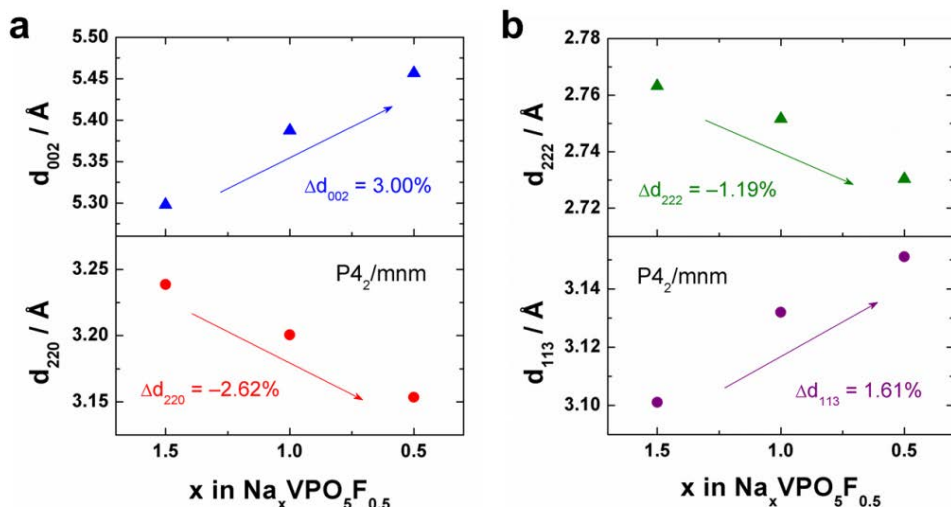 a
5.50
5.45
5.40
5.35
5.30
d₀₀₂ / Å
Δd₀₀₂ = 3.00%
3.25
3.20
3.15
d₂₂₀ / Å
P4₂/mnm
Δd₂₂₀ = –2.62%
1.5 1.0 0.5
x in NaₓVPO₅F₀.₅
b
2.78
2.76
2.74
2.72
d₂₂₂ / Å
Δd₂₂₂ = –1.19%
3.14
3.12
3.10
d₁₁₃ / Å
P4₂/mnm
Δd₁₁₃ = 1.61%
1.5 1.0 0.5
x in NaₓVPO₅F₀.₅